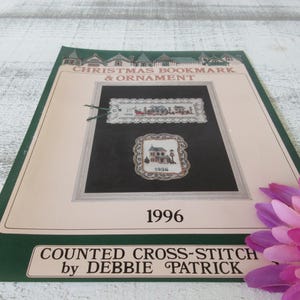 CHRISTMAS BOOKMARK
& ORNAMENT
1996
1996
COUNTED CROSS-STITCH
by DEBBIE PATRICK